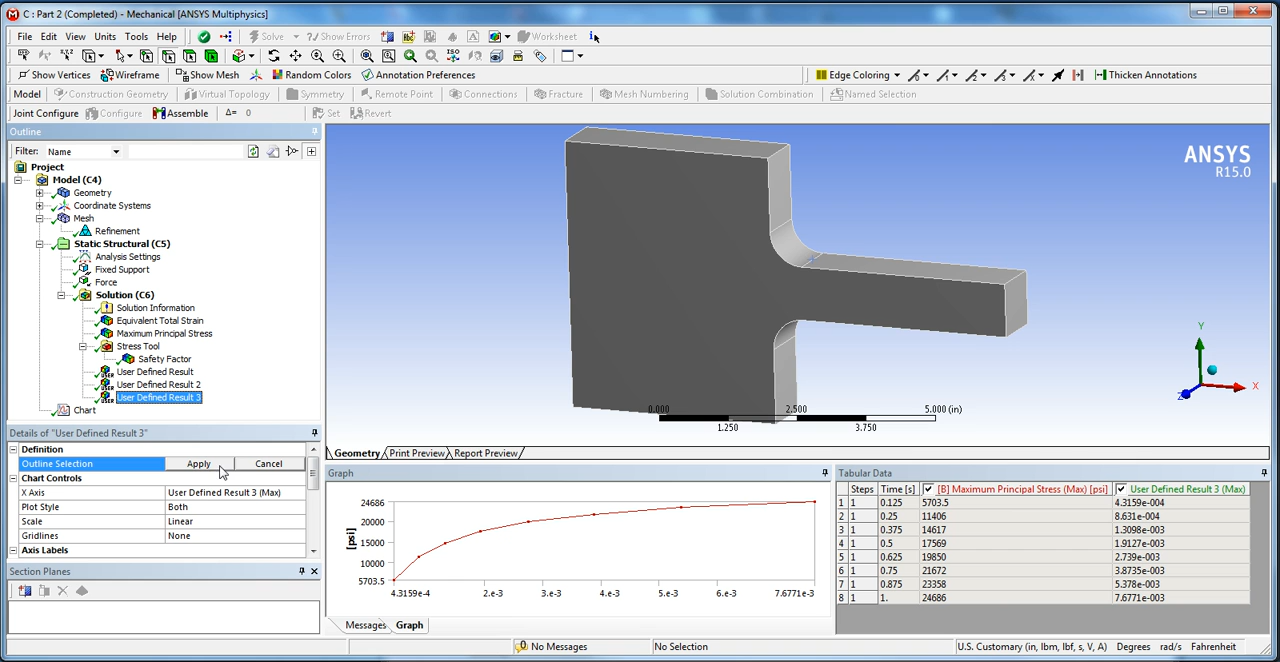 C : Part 2 (Completed) - Mechanical [ANSYS Multiphysics]
File Edit View Units Tools Help Solve ?/ Show Errors Worksheet
Show Vertices Wireframe Show Mesh Random Colors Annotation Preferences Edge Coloring Thicken Annotations
Model Construction Geometry Virtual Topology Symmetry Remote Point Connections Fracture Mesh Numbering Solution Combination Named Selection
Joint Configure Configure Assemble Δ= 0 Set Revert
Outline
Filter: Name
Project
Model (C4)
Geometry
Coordinate Systems
Mesh
Refinement
Static Structural (C5)
Analysis Settings
Fixed Support
Force
Solution (C6)
Solution Information
Equivalent Total Strain
Maximum Principal Stress
Stress Tool
Safety Factor
User Defined Result
User Defined Result 2
User Defined Result 3
Chart
ANSYS
R15.0
Y
X
Z
0.000 2.500 5.000 (in)
1.250 3.750
Geometry Print Preview Report Preview
Details of "User Defined Result 3"
Definition
Outline Selection Apply Cancel
Chart Controls
X Axis User Defined Result 3 (Max)
Plot Style Both
Scale Linear
Gridlines None
Axis Labels
Section Planes
Graph
24686
20000
15000
10000
5703.5
[psi]
4.3159e-4 2.e-3 3.e-3 4.e-3 5.e-3 6.e-3 7.6771e-3
Messages Graph
Tabular Data
Steps Time [s] [B] Maximum Principal Stress (Max) [psi] User Defined Result 3 (Max)
1 1 0.125 5703.5 4.3159e-004
2 1 0.25 11406 8.631e-004
3 1 0.375 14617 1.3098e-003
4 1 0.5 17569 1.9127e-003
5 1 0.625 19850 2.739e-003
6 1 0.75 21672 3.8735e-003
7 1 0.875 23358 5.378e-003
8 1 1. 24686 7.6771e-003
No Messages No Selection U.S. Customary (in, lbm, lbf, s, V, A) Degrees rad/s Fahrenheit